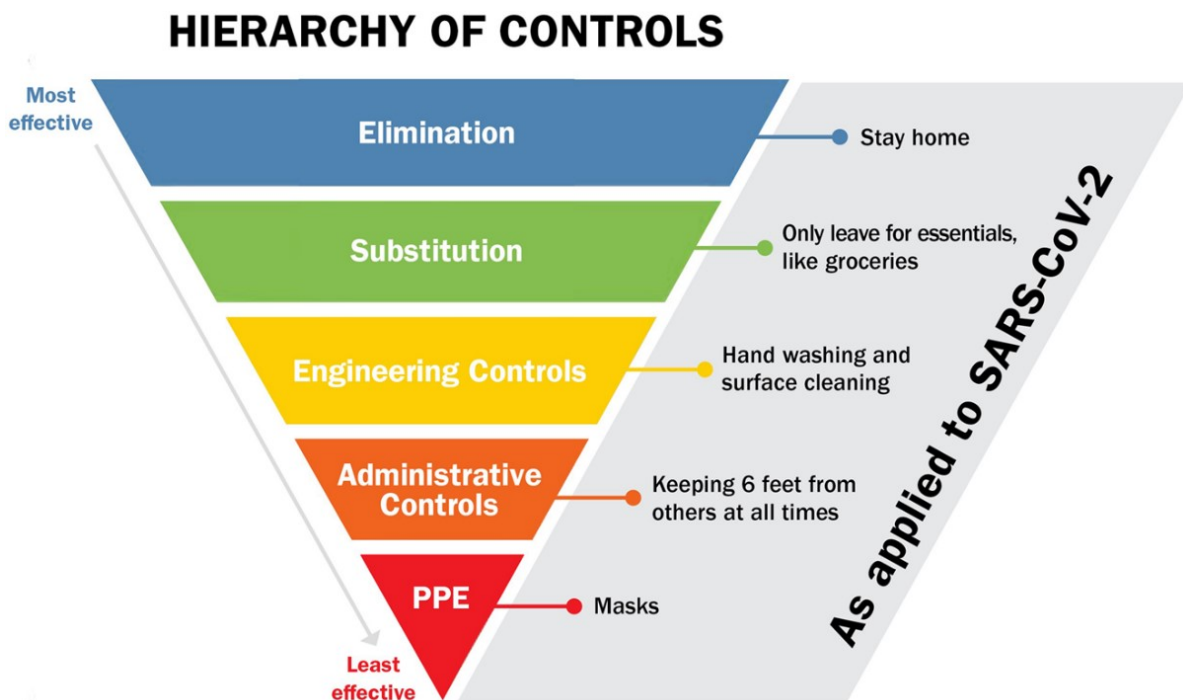 HIERARCHY OF CONTROLS
Most
effective
Elimination
Stay home
Substitution
Only leave for essentials,
like groceries
Engineering Controls
Hand washing and
surface cleaning
Administrative
Controls
Keeping 6 feet from
others at all times
PPE
Masks
Least
effective
As applied to SARS-CoV-2